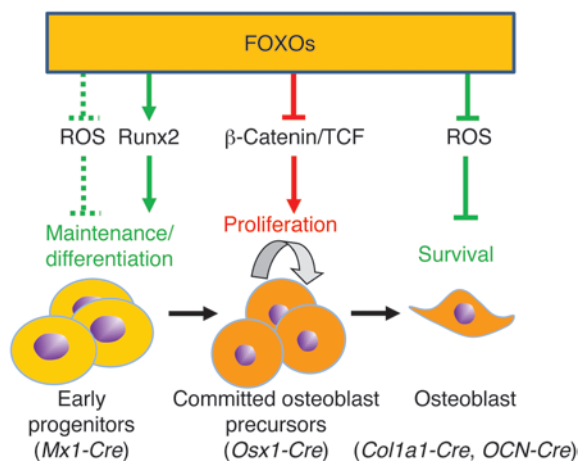 FOXOs
ROS Runx2 β-Catenin/TCF ROS
Maintenance/
differentiation
Proliferation
Survival
Early
progenitors
(Mx1-Cre)
Committed osteoblast
precursors
(Osx1-Cre)
Osteoblast
(Col1a1-Cre, OCN-Cre)